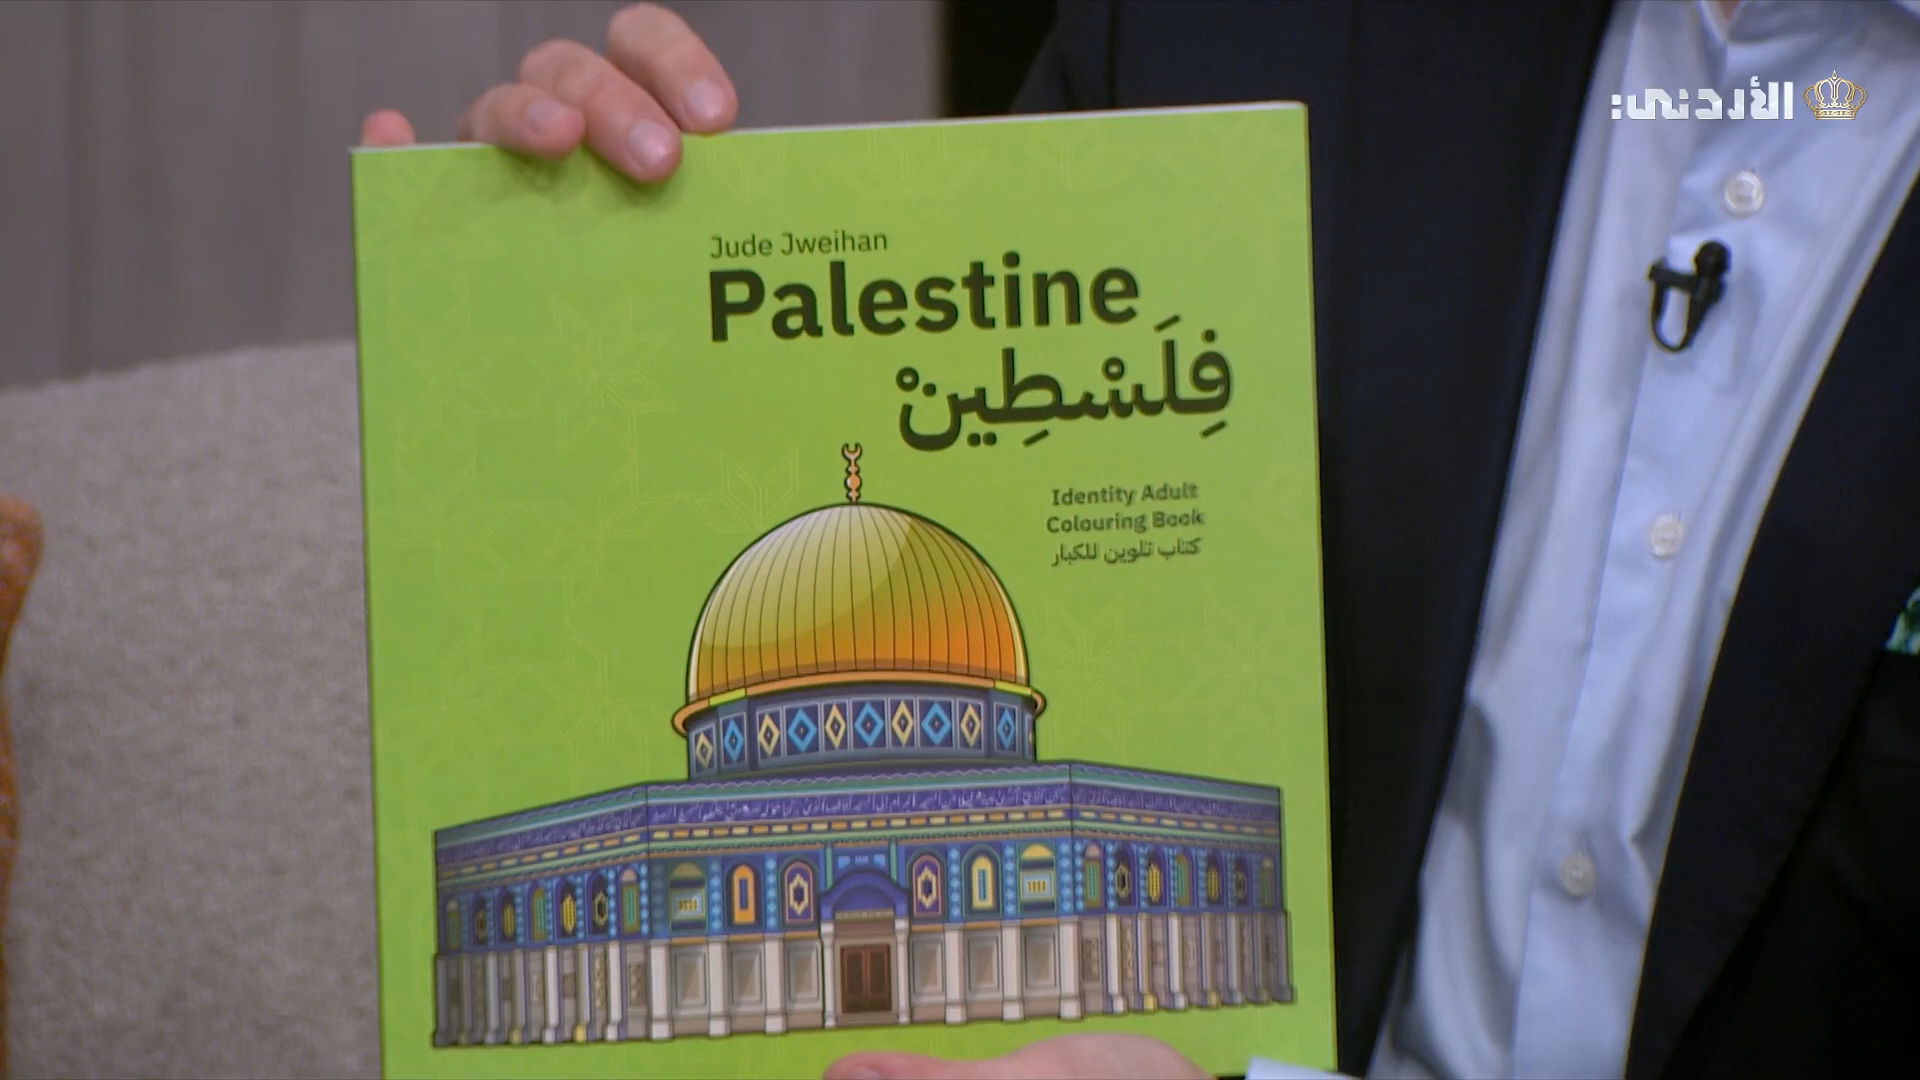 الأردني:
Jude Jweihan
Palestine
فِلَسْطِينْ
Identity Adult
Colouring Book
كتاب تلوين للكبار